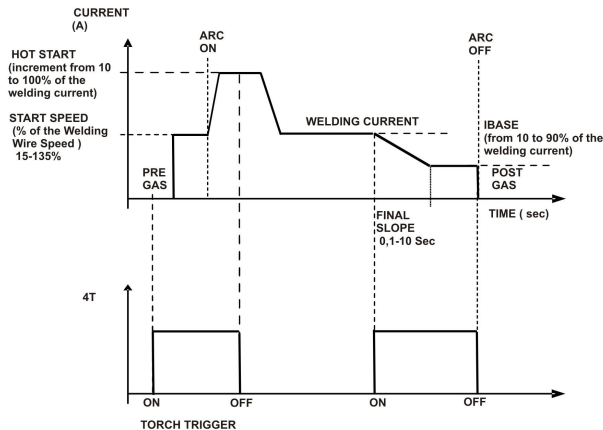 CURRENT
(A)
ARC
ON
ARC
OFF
HOT START
(increment from 10
to 100% of the
welding current)
START SPEED
(% of the Welding
Wire Speed )
15-135%
WELDING CURRENT
IBASE
(from 10 to 90% of the
welding current)
PRE
GAS
POST
GAS
FINAL
SLOPE
0,1-10 Sec
TIME ( sec)
4T
ON
OFF
ON
OFF
TORCH TRIGGER